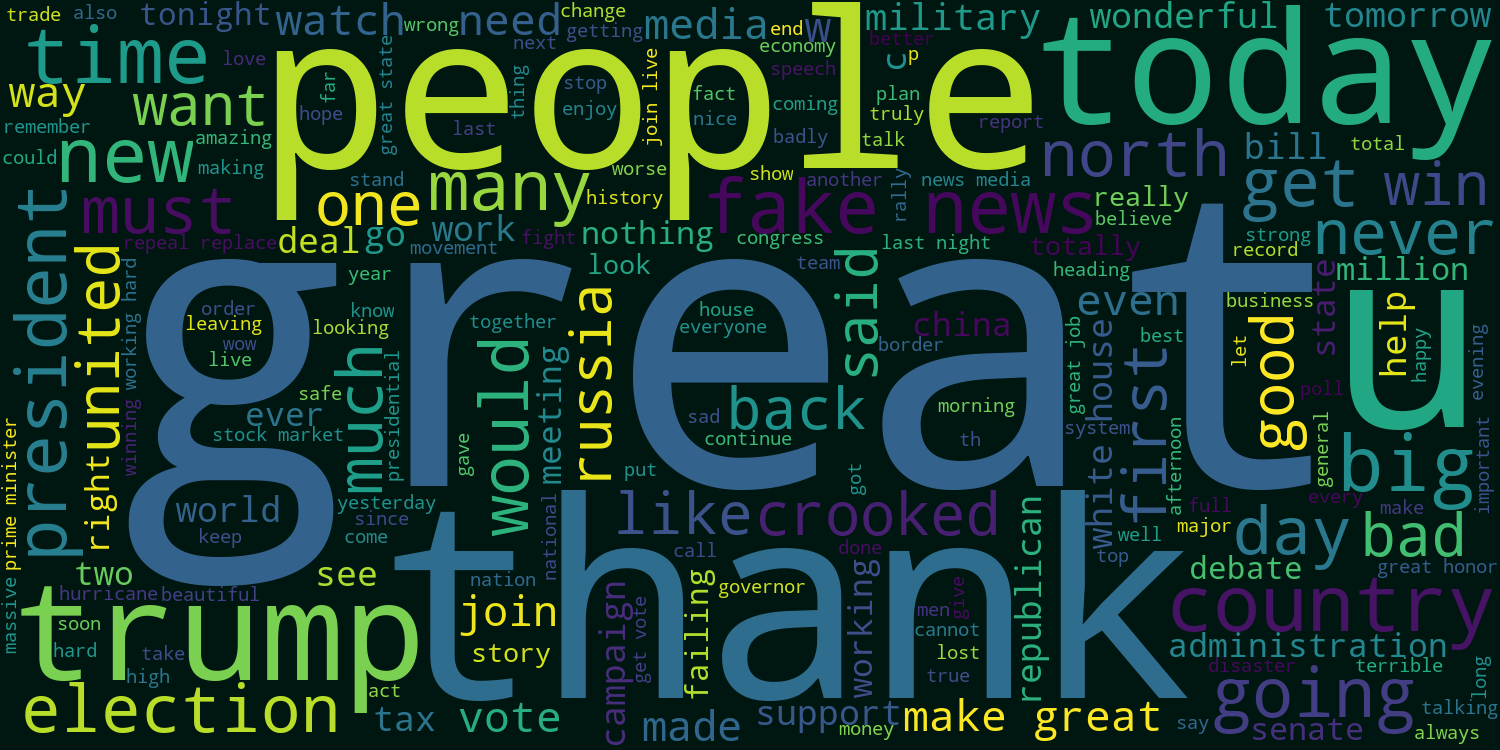 trade
also
tonight
watch
need
wrong
change
getting
media
end
w
military
wonderful
tomorrow
time
love
great state
next
people
economy
better
speech
c
p
today
way
want
far
hope
thing
stop
enjoy
join live
fact
nice
coming
plan
truly
talk
report
remember
could
new
amazing
making
last
badly
north
bill
total
stand
worse
show
another
news media
one
many
history
fake news
rally
really
believe
get
win
president
must
repeal replace
deal
go
work
movement
fight
nothing
congress
last night
totally
strong
record
never
united
working hard
year
look
team
said
heading
state
million
great
order
leaving
wow
live
know
looking
together
russia
house
everyone
china
border
even
business
u
help
happy
evening
safe
much
presidential
would
meeting
great job
white house
first
best
let
good
poll
ever
stock market
sad
continue
back
morning
th
system
afternoon
general
big
important
prime minister
right
winning
gave
put
got
world
keep
yesterday
since
come
national
like
crooked
call
done
republican
well
top
full
major
every
make
day
bad
massive
two
hurricane
beautiful
see
nation
thank
governor
debate
great honor
trump
soon
hard
take
high
act
join
story
campaign
get vote
failing
working
men
give
cannot
lost
true
country
administration
disaster
terrible
long
election
tax
vote
made
support
money
make great
say
going
senate
talking
always